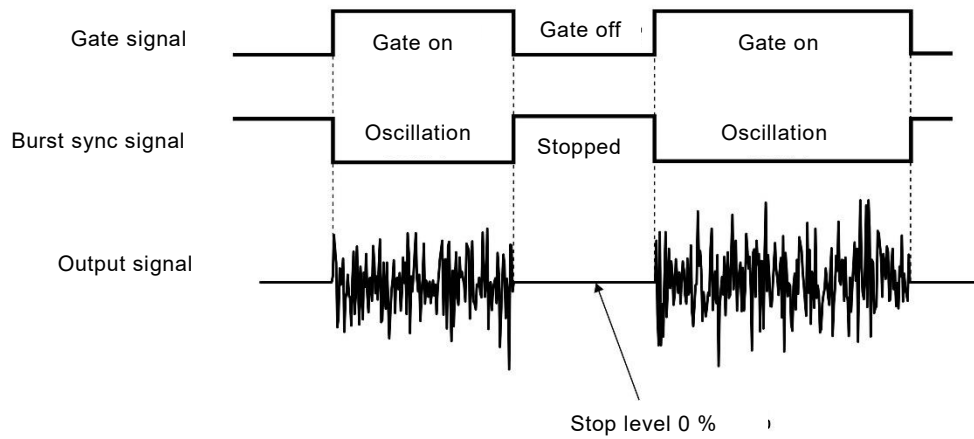 Gate signal
Gate on
Gate off
Gate on
Burst sync signal
Oscillation
Stopped
Oscillation
Output signal
Stop level 0 %